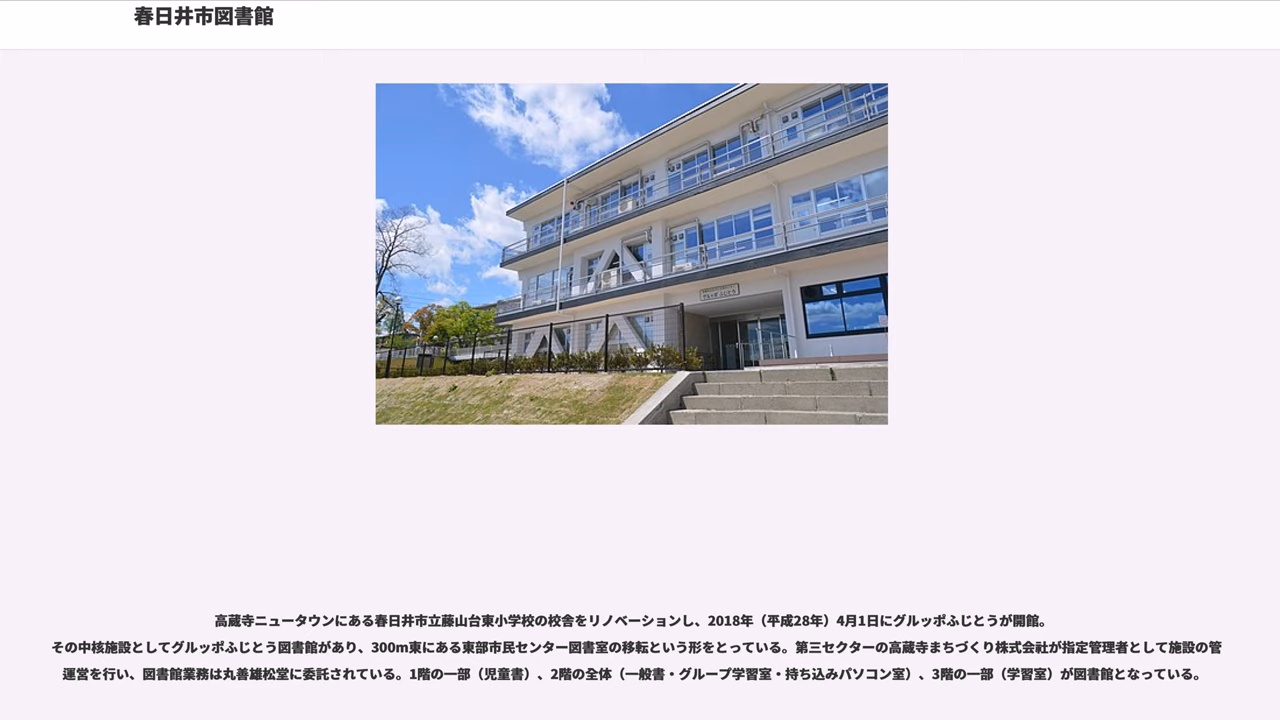 春日井市図書館
高蔵寺ニュータウンにある春日井市立藤山台東小学校の校舎をリノベーションし、2018年（平成28年）4月1日にグルッポふじとうが開館。
その中核施設としてグルッポふじとう図書館があり、300m東にある東部市民センター図書室の移転という形をとっている。第三セクターの高蔵寺まちづくり株式会社が指定管理者として施設の管
運営を行い、図書館業務は丸善雄松堂に委託されている。1階の一部（児童書）、2階の全体（一般書・グループ学習室・持ち込みパソコン室）、3階の一部（学習室）が図書館となっている。